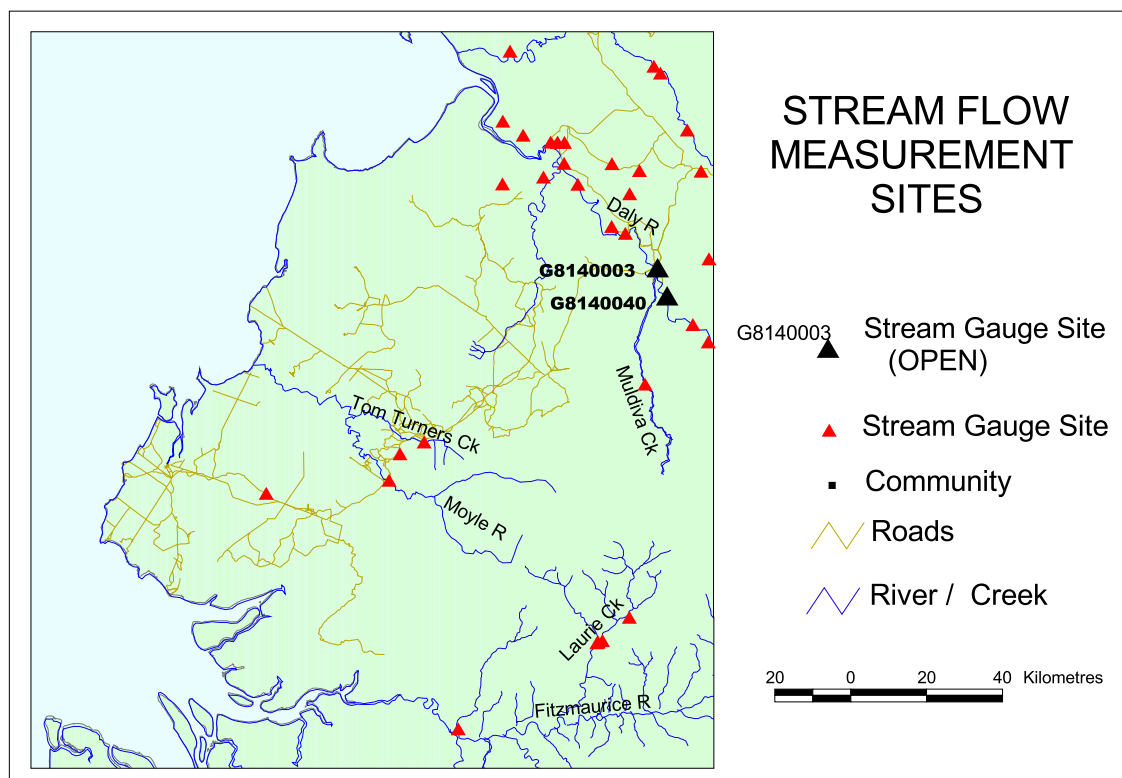 STREAM FLOW
MEASUREMENT
SITES
Daly R
G8140003
G8140040
Muldiva Ck
Tom Turners Ck
Moyle R
Laurie Ck
Fitzmaurice R
G8140003
Stream Gauge Site
(OPEN)
Stream Gauge Site
Community
Roads
River / Creek
20 0 20 40 Kilometres